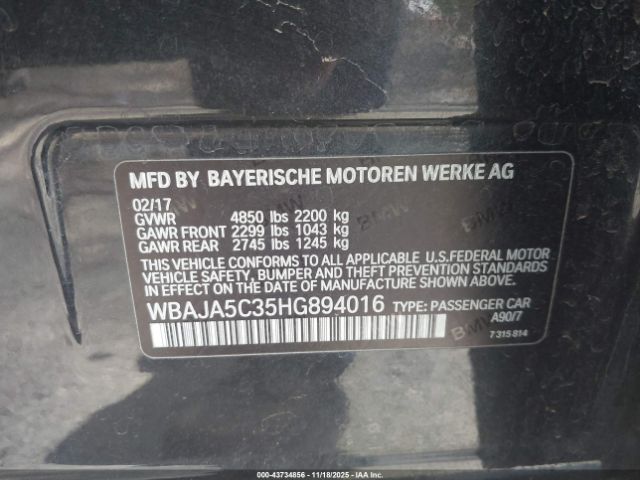 MFD BY BAYERISCHE MOTOREN WERKE AG
02/17
GVWR 4850 lbs 2200 kg
GAWR FRONT 2299 lbs 1043 kg
GAWR REAR 2745 lbs 1245 kg
THIS VEHICLE CONFORMS TO ALL APPLICABLE U.S.FEDERAL MOTOR
VEHICLE SAFETY, BUMPER AND THEFT PREVENTION
STANDARDS IN EFFECT ON THE DATE OF MANUFACTURE SHOWN ABOVE.
WBAJA5C35HG894016 TYPE: PASSENGER CAR
A90/7
7315814
000-43734856 - 11/18/2025 - IAA Inc.